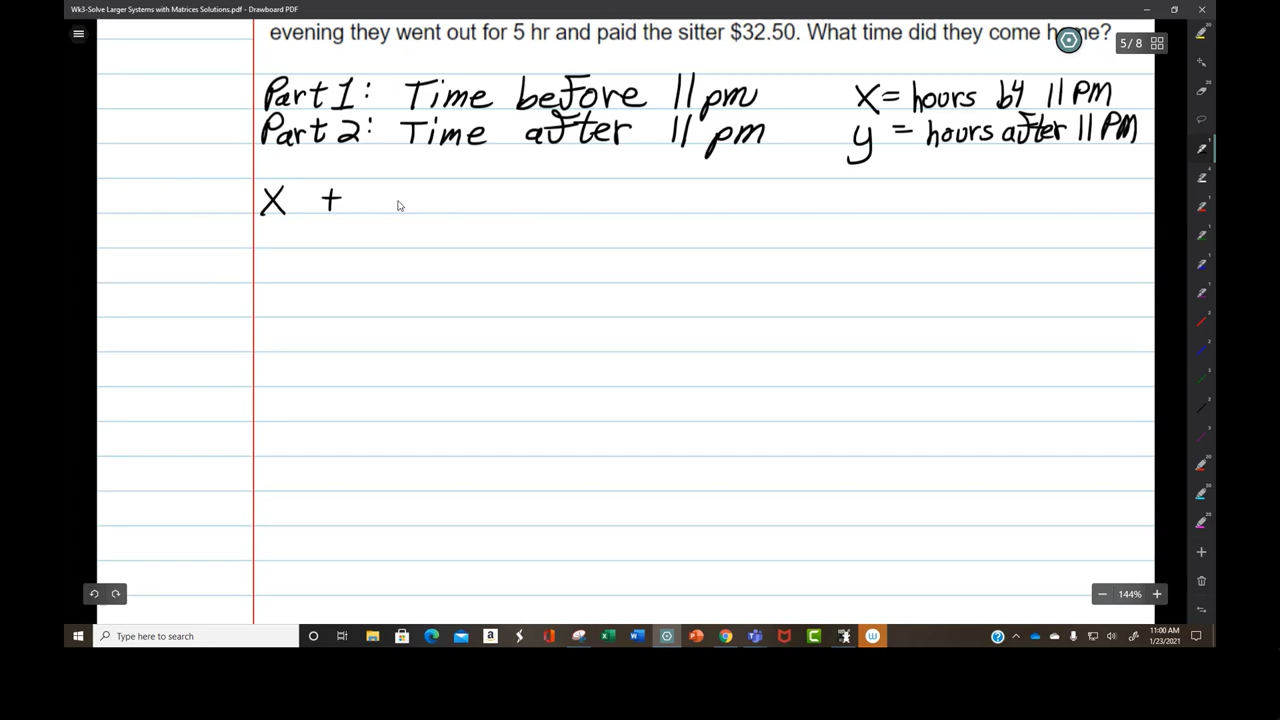 Wk3-Solve Larger Systems with Matrices Solutions.pdf - Drawboard PDF
evening they went out for 5 hr and paid the sitter $32.50. What time did they come h me?
5/8
Part 1: Time before 11 pm
x = hours by 11 PM
Part 2: Time after 11 pm
y = hours after 11 PM
x +
144%
Type here to search
11:00 AM
1/23/2021